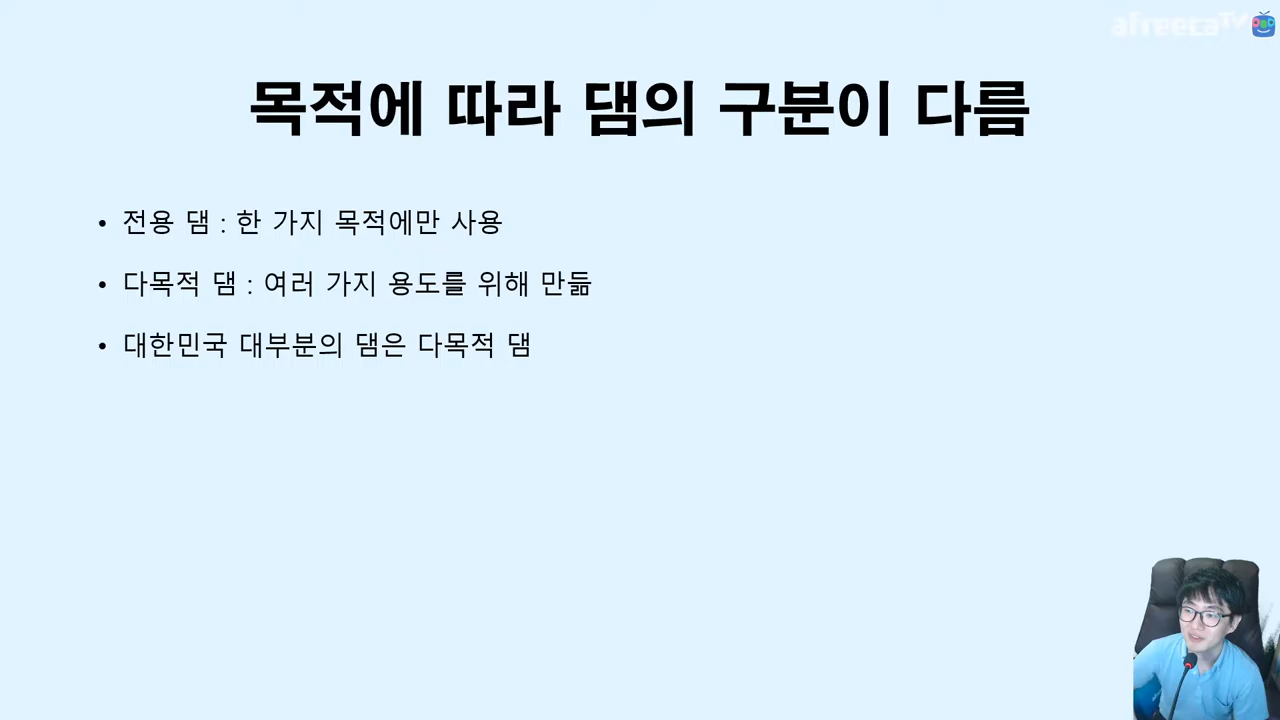 afreecaTV
목적에 따라 댐의 구분이 다름
• 전용 댐 : 한 가지 목적에만 사용
• 다목적 댐 : 여러 가지 용도를 위해 만듦
• 대한민국 대부분의 댐은 다목적 댐